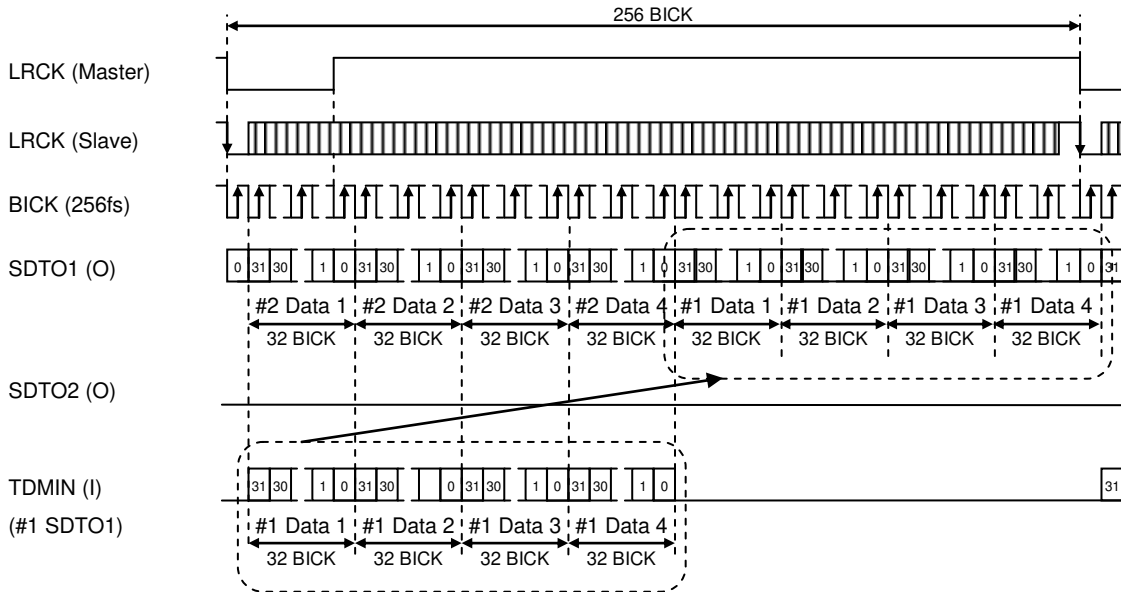 256 BICK
LRCK (Master)
LRCK (Slave)
BICK (256fs)
SDTO1 (O)
0 31 30 1 0 31 30 1 0 31 30 1 0 31 30 1 0 31 30 1 0 31 30 1 0 31 30 1 0 31 30 1 0 31
#2 Data 1 #2 Data 2 #2 Data 3 #2 Data 4 #1 Data 1 #1 Data 2 #1 Data 3 #1 Data 4
32 BICK 32 BICK 32 BICK 32 BICK 32 BICK 32 BICK 32 BICK 32 BICK
SDTO2 (O)
TDMIN (I)
31 30 1 0 31 30 0 31 30 1 0 31 30 1 0 31
(#1 SDTO1)
#1 Data 1 #1 Data 2 #1 Data 3 #1 Data 4
32 BICK 32 BICK 32 BICK 32 BICK